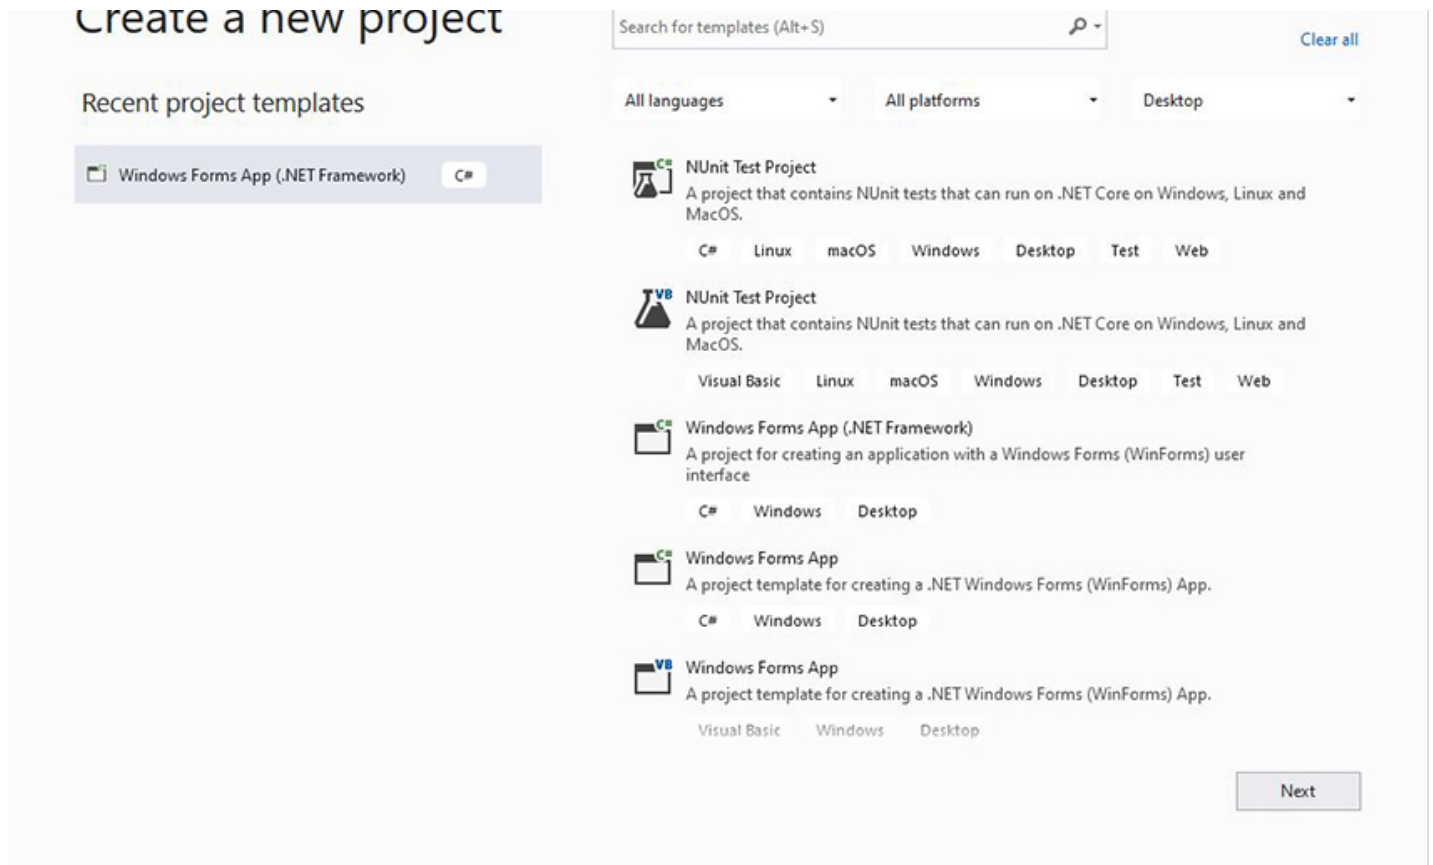 Create a new project
Search for templates (Alt+S)
Clear all
Recent project templates
All languages
All platforms
Desktop
Windows Forms App (.NET Framework) C#
C# NUnit Test Project
A project that contains NUnit tests that can run on .NET Core on Windows, Linux and
MacOS.
C# Linux macOS Windows Desktop Test Web
VB NUnit Test Project
A project that contains NUnit tests that can run on .NET Core on Windows, Linux and
MacOS.
Visual Basic Linux macOS Windows Desktop Test Web
C# Windows Forms App (.NET Framework)
A project for creating an application with a Windows Forms (WinForms) user
interface
C# Windows Desktop
C# Windows Forms App
A project template for creating a .NET Windows Forms (WinForms) App.
C# Windows Desktop
VB Windows Forms App
A project template for creating a .NET Windows Forms (WinForms) App.
Visual Basic Windows Desktop
Next